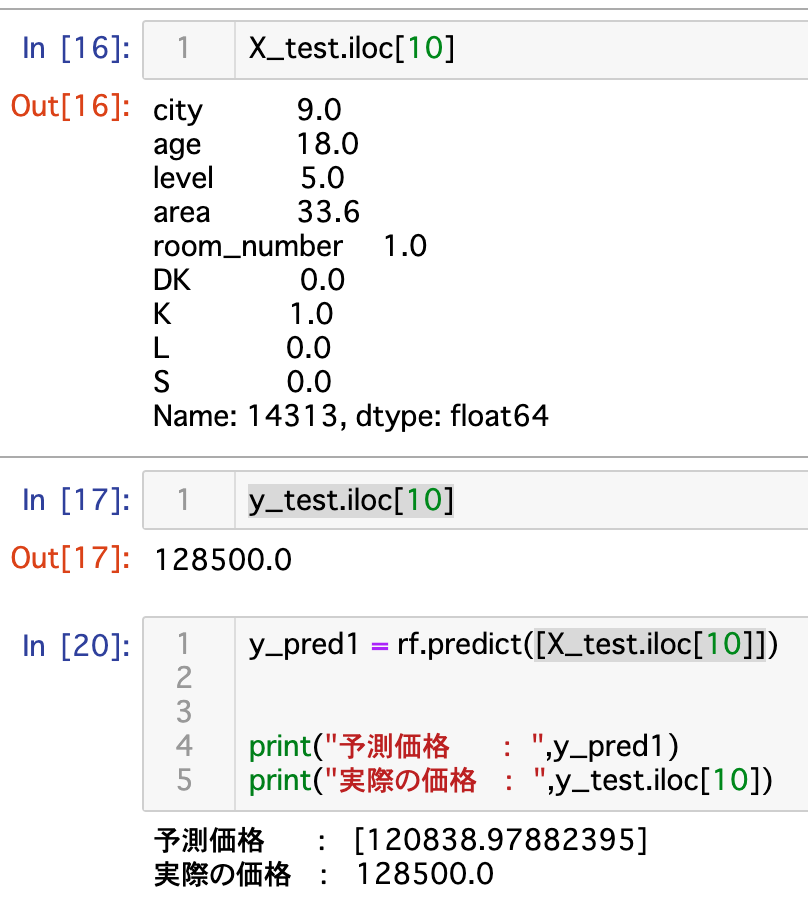 In [16]: 1 X_test.iloc[10]
Out[16]: city 9.0
age 18.0
level 5.0
area 33.6
room_number 1.0
DK 0.0
K 1.0
L 0.0
S 0.0
Name: 14313, dtype: float64
In [17]: 1 y_test.iloc[10]
Out[17]: 128500.0
In [20]: 1 y_pred1 = rf.predict([X_test.iloc[10]])
2
3
4 print("予測価格 : ",y_pred1)
5 print("実際の価格 : ",y_test.iloc[10])
予測価格 : [120838.97882395]
実際の価格 : 128500.0